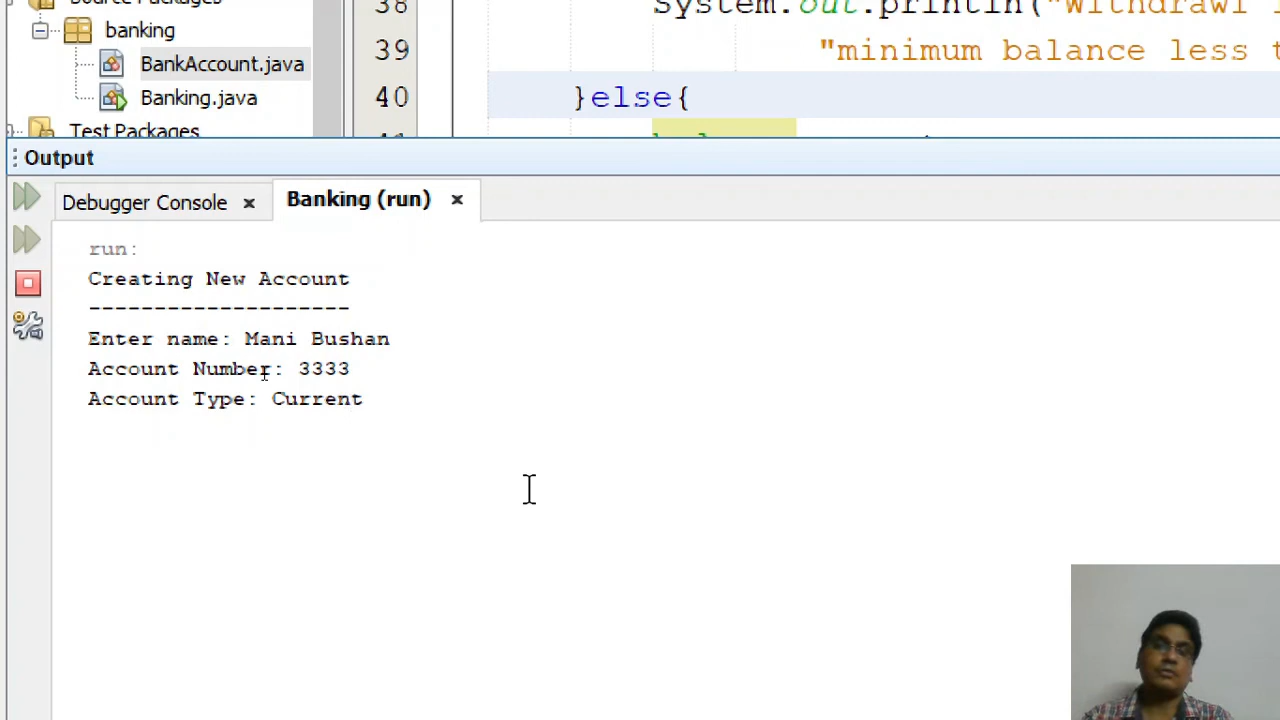 Source Packages
banking
BankAccount.java
Banking.java
Test Packages
38
System.out.println("Withdrawl
39
"minimum balance less
40
}else{
Output
Debugger Console
Banking (run)
run:
Creating New Account
--------------------
Enter name: Mani Bushan
Account Number: 3333
Account Type: Current